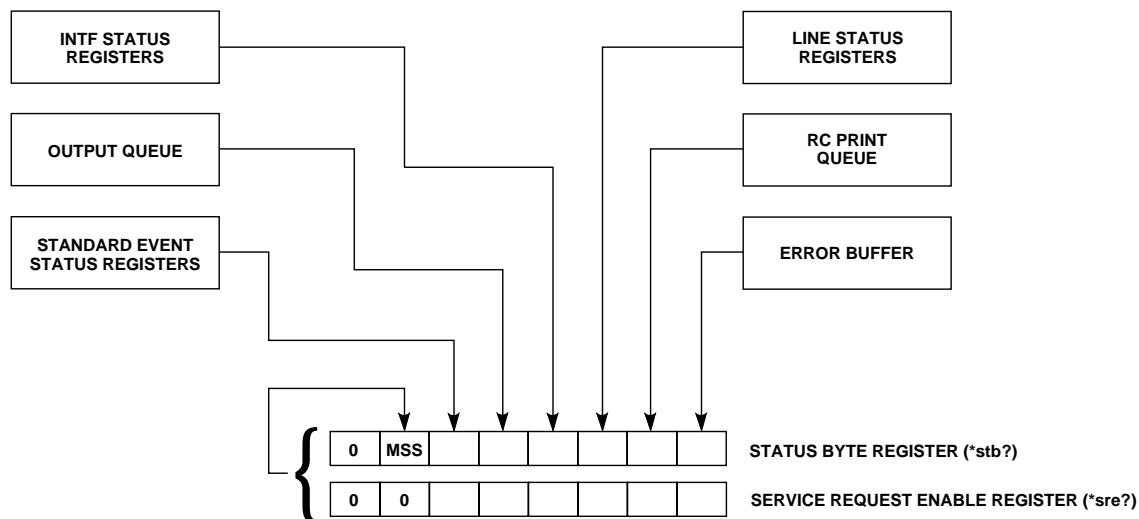 INTF STATUS
REGISTERS
LINE STATUS
REGISTERS
OUTPUT QUEUE
RC PRINT
QUEUE
STANDARD EVENT
STATUS REGISTERS
ERROR BUFFER
0 MSS
STATUS BYTE REGISTER (*stb?)
0 0
SERVICE REQUEST ENABLE REGISTER (*sre?)